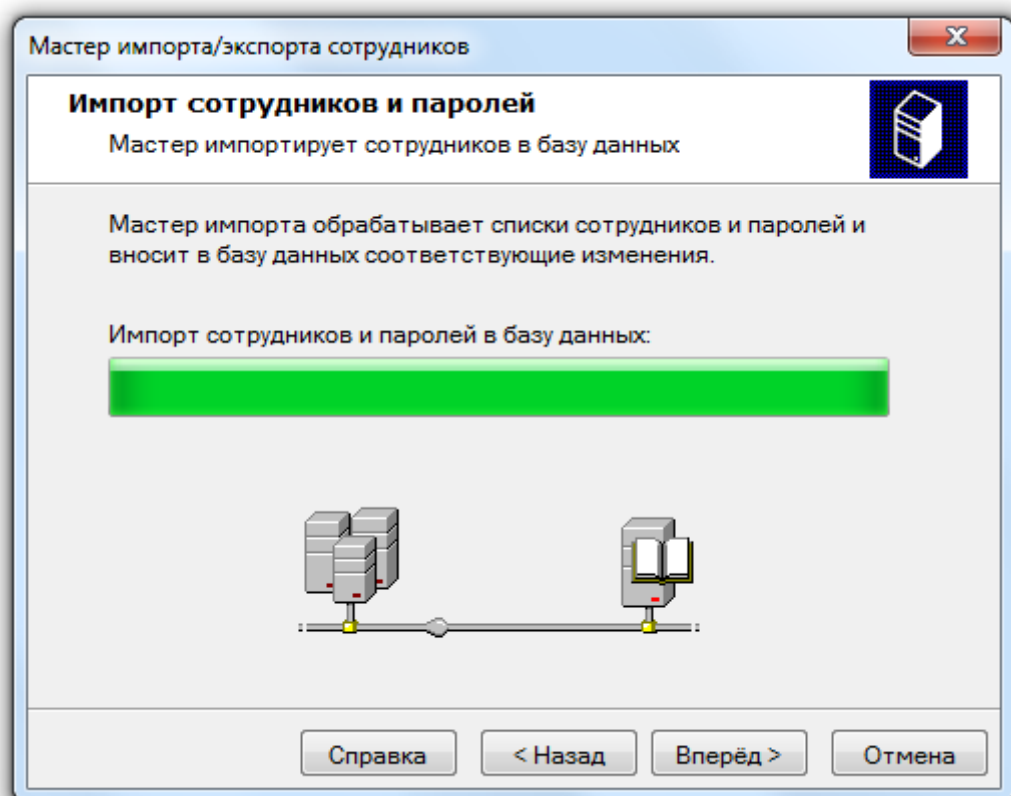 Мастер импорта/экспорта сотрудников
Импорт сотрудников и паролей
Мастер импортирует сотрудников в базу данных
Мастер импорта обрабатывает списки сотрудников и паролей и
вносит в базу данных соответствующие изменения.
Импорт сотрудников и паролей в базу данных:
Справка
< Назад
Вперёд >
Отмена